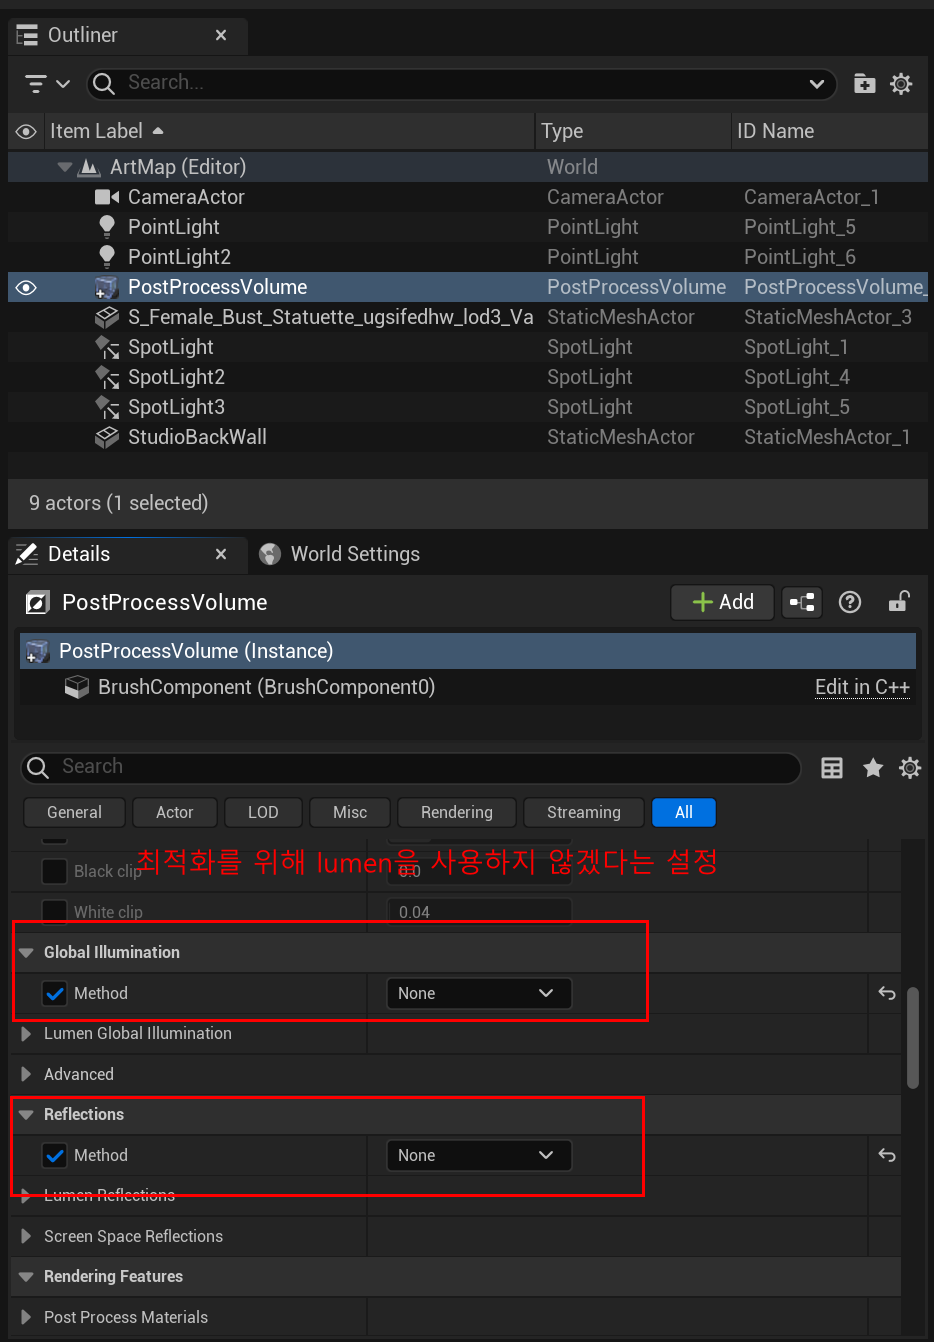 Outliner
Search...
Item Label Type ID Name
ArtMap (Editor) World
CameraActor CameraActor CameraActor_1
PointLight PointLight PointLight_5
PointLight2 PointLight PointLight_6
PostProcessVolume PostProcessVolume PostProcessVolume_
S_Female_Bust_Statuette_ugsifedhw_lod3_Va StaticMeshActor StaticMeshActor_3
SpotLight SpotLight SpotLight_1
SpotLight2 SpotLight SpotLight_4
SpotLight3 SpotLight SpotLight_5
StudioBackWall StaticMeshActor StaticMeshActor_1
9 actors (1 selected)
Details World Settings
PostProcessVolume Add
PostProcessVolume (Instance)
BrushComponent (BrushComponent0) Edit in C++
Search
General Actor LOD Misc Rendering Streaming All
최적화를 위해 lumen을 사용하지 않겠다는 설정
Black clip 0.0
White clip 0.04
Global Illumination
Method None
Lumen Global Illumination
Advanced
Reflections
Method None
Lumen Reflections
Screen Space Reflections
Rendering Features
Post Process Materials